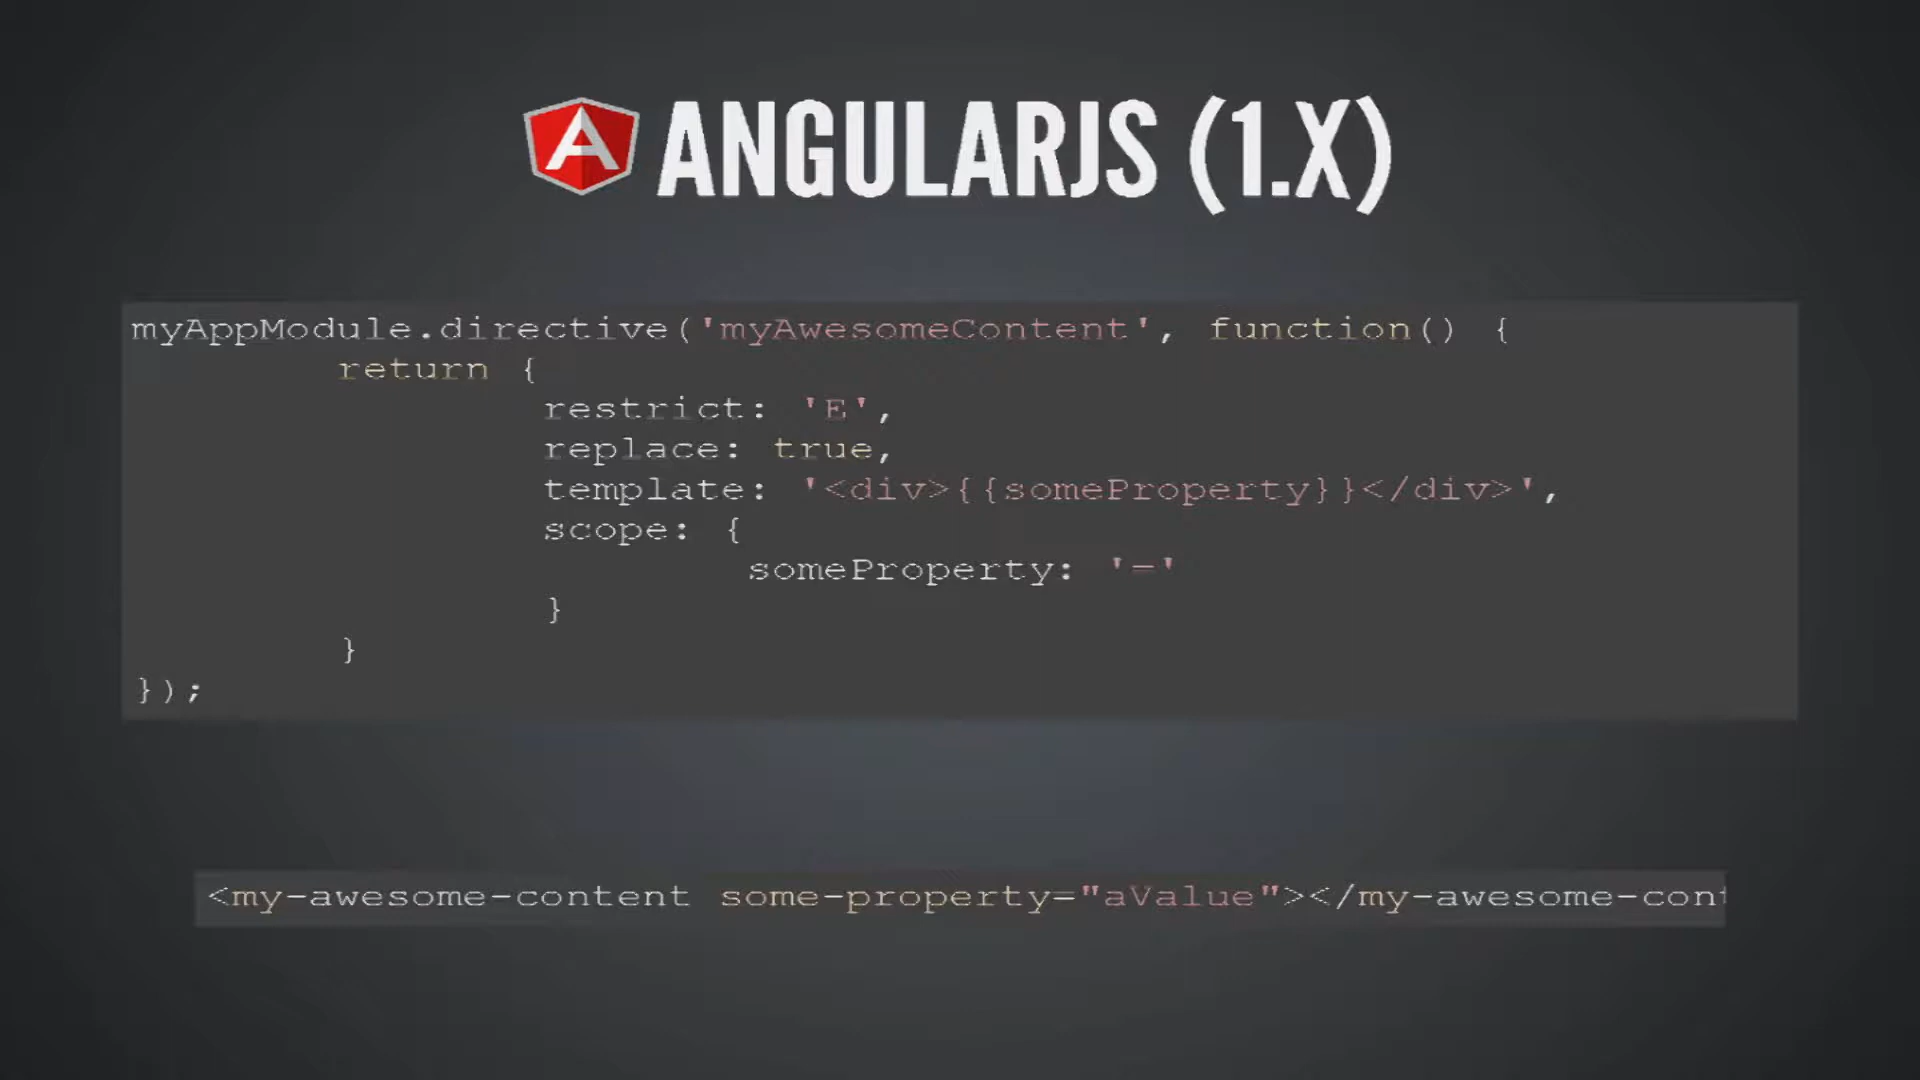 ANGULARJS (1.X)
myAppModule.directive('myAwesomeContent', function() {
return {
restrict: 'E',
replace: true,
template: '<div>{{someProperty}}</div>',
scope: {
someProperty: '='
}
}
});
<my-awesome-content some-property="aValue"></my-awesome-cont